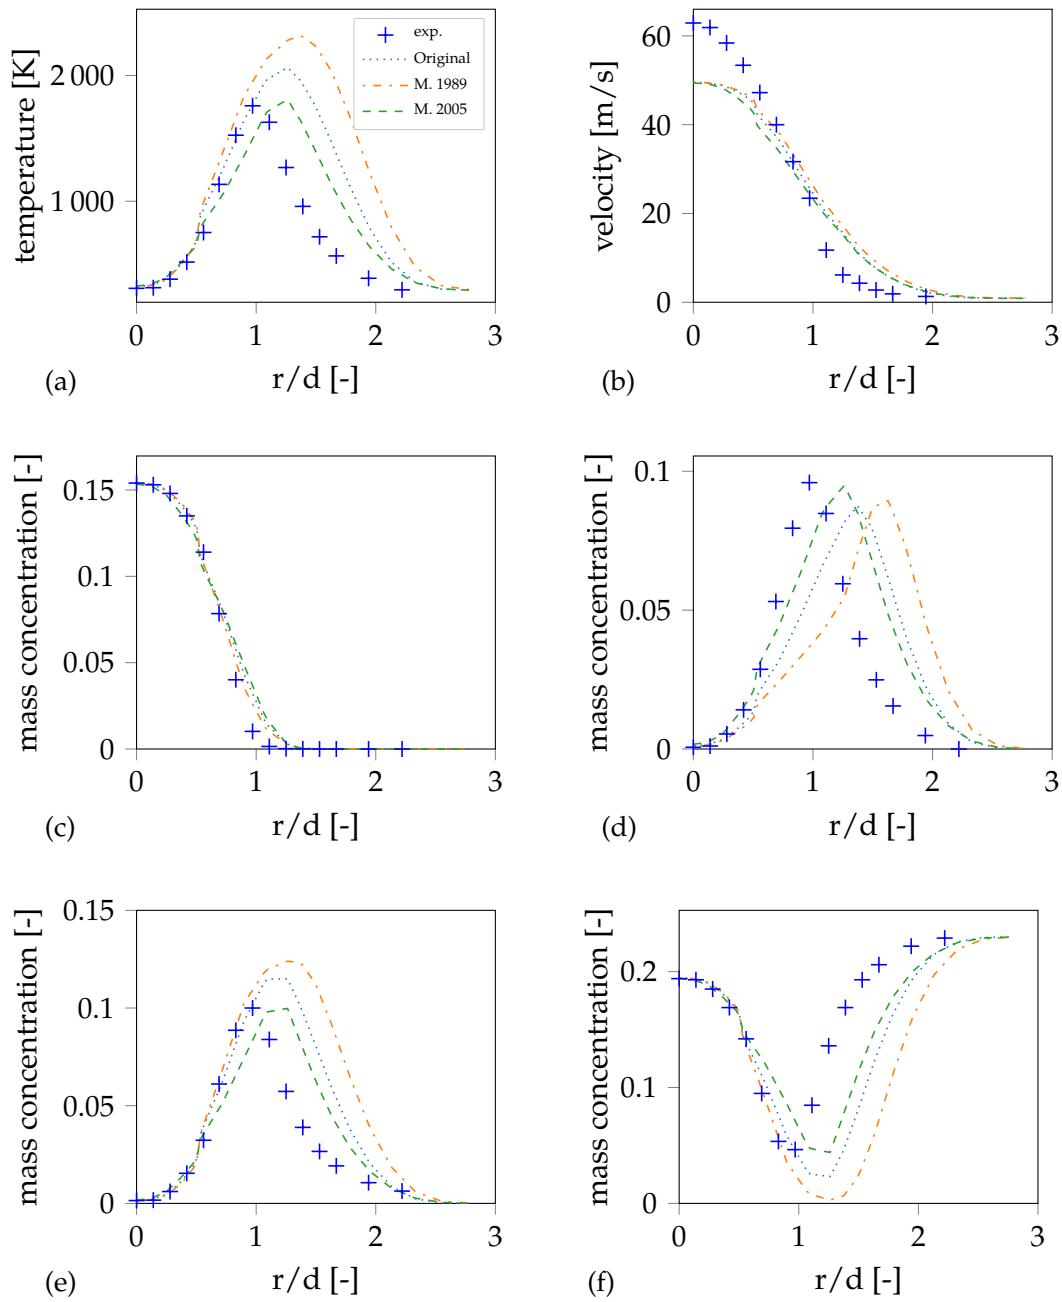 temperature [K]
2 000
1 000
exp.
Original
M. 1989
M. 2005
0
1
2
3
r/d [-]
(a)
velocity [m/s]
60
40
20
0
0
1
2
3
r/d [-]
(b)
mass concentration [-]
0.15
0.1
0.05
0
0
1
2
3
r/d [-]
(c)
mass concentration [-]
0.1
0.05
0
0
1
2
3
r/d [-]
(d)
mass concentration [-]
0.15
0.1
0.05
0
0
1
2
3
r/d [-]
(e)
mass concentration [-]
0.2
0.1
0
0
1
2
3
r/d [-]
(f)